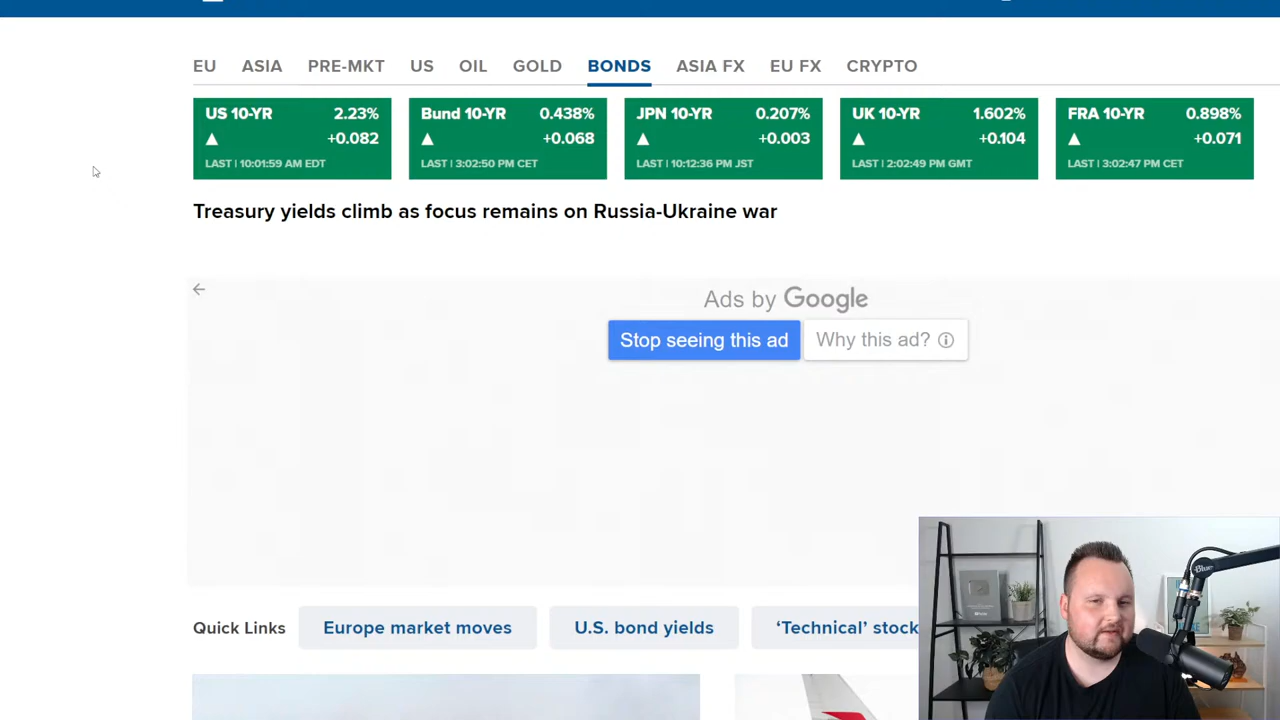 EU ASIA PRE-MKT US OIL GOLD BONDS ASIA FX EU FX CRYPTO
US 10-YR 2.23%
+0.082
LAST | 10:01:59 AM EDT
Bund 10-YR 0.438%
+0.068
LAST | 3:02:50 PM CET
JPN 10-YR 0.207%
+0.003
LAST | 10:12:36 PM JST
UK 10-YR 1.602%
+0.104
LAST | 2:02:49 PM GMT
FRA 10-YR 0.898%
+0.071
LAST | 3:02:47 PM CET
Treasury yields climb as focus remains on Russia-Ukraine war
Ads by Google
Stop seeing this ad Why this ad?
Quick Links Europe market moves U.S. bond yields ‘Technical’ stock
Blue